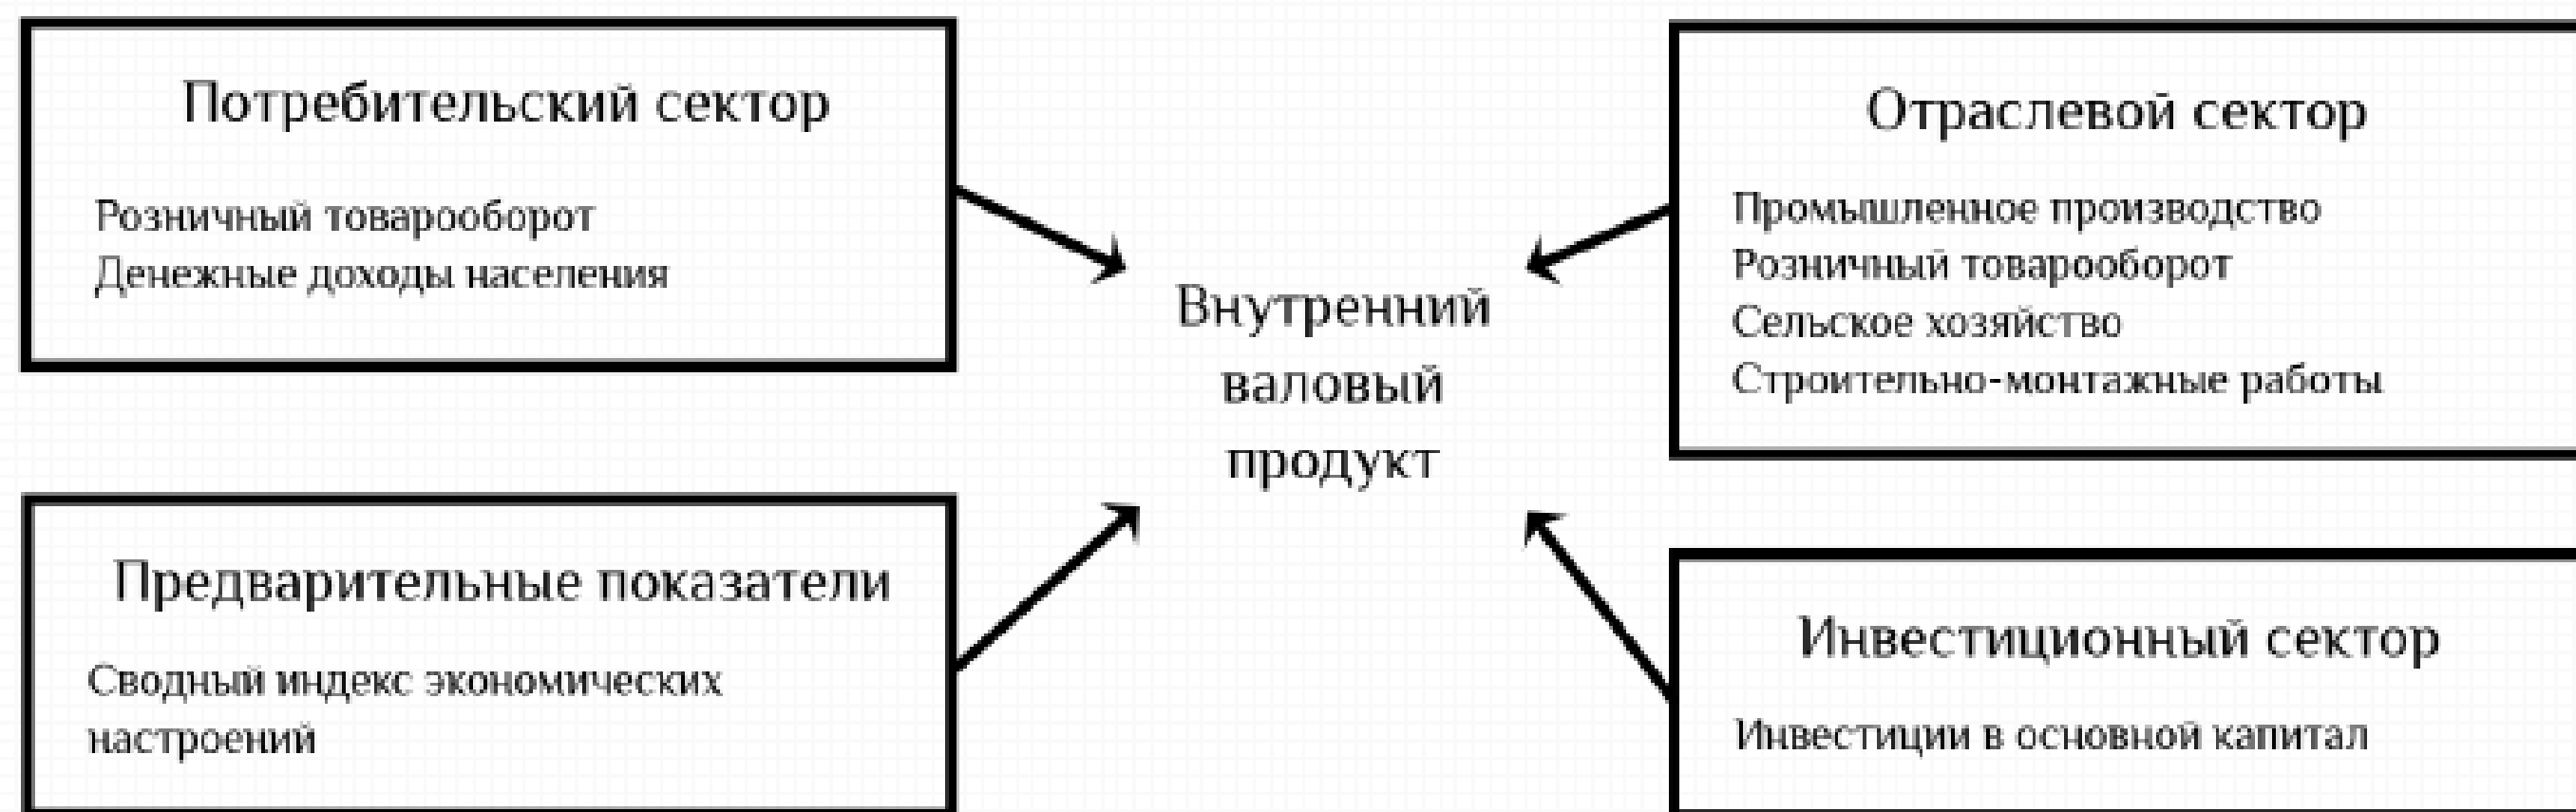 Потребительский сектор
Розничный товарооборот
Денежные доходы населения
Отраслевой сектор
Промышленное производство
Розничный товарооборот
Сельское хозяйство
Строительно-монтажные работы
Внутренний
валовый
продукт
Предварительные показатели
Сводный индекс экономических
настроений
Инвестиционный сектор
Инвестиции в основной капитал